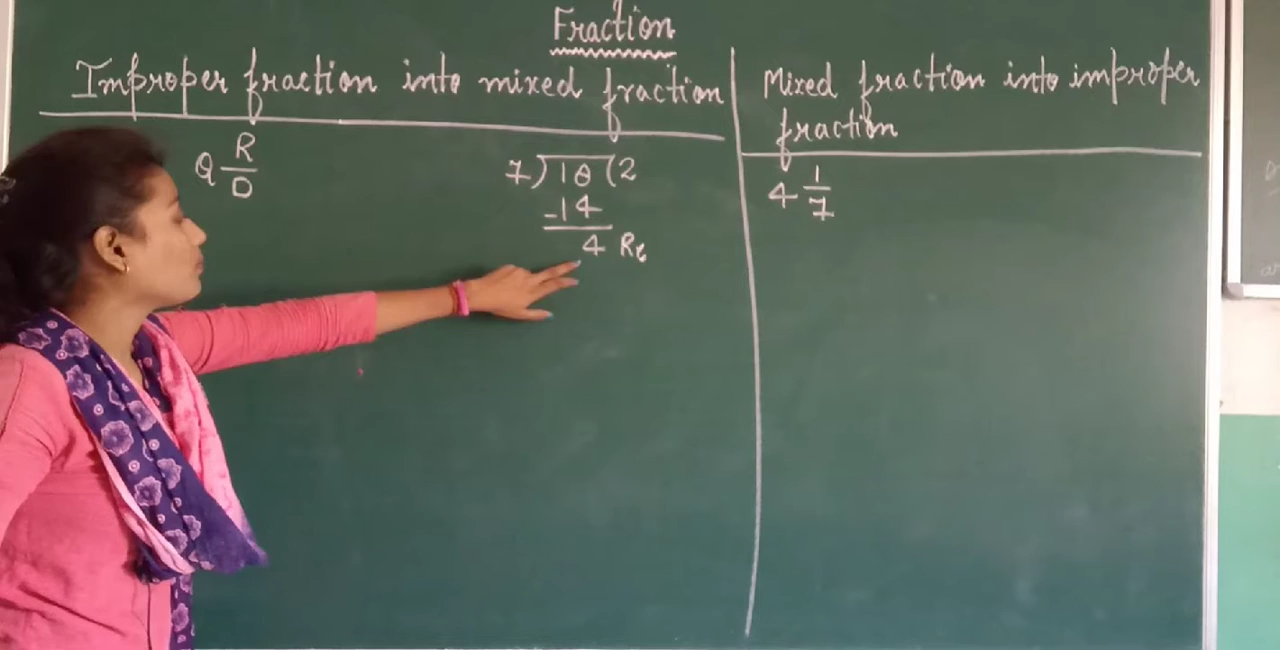 Fraction
Improper fraction into mixed fraction
Q R/D
7) 18 (2
-14
4 Re
Mixed fraction into improper
fraction
4 1/7